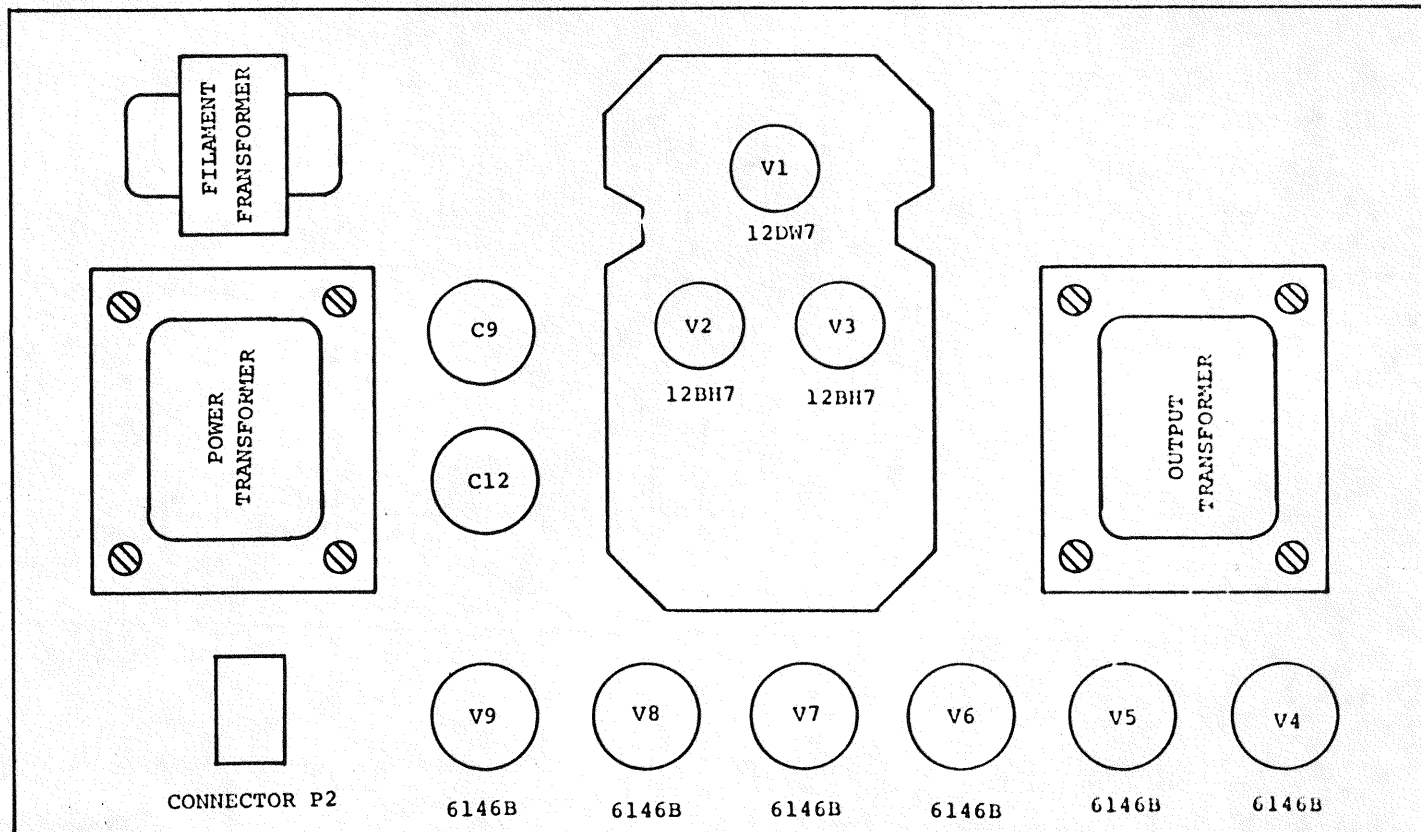 FILAMENT
FRANSFORMER
V1
12DW7
C9
V2
V3
12BH7
12BH7
POWER
TRANSFORMER
C12
OUTPUT
TRANSFORMER
V9
V8
V7
V6
V5
V4
CONNECTOR P2
6146B
6146B
6146B
6146B
6146B
6146B